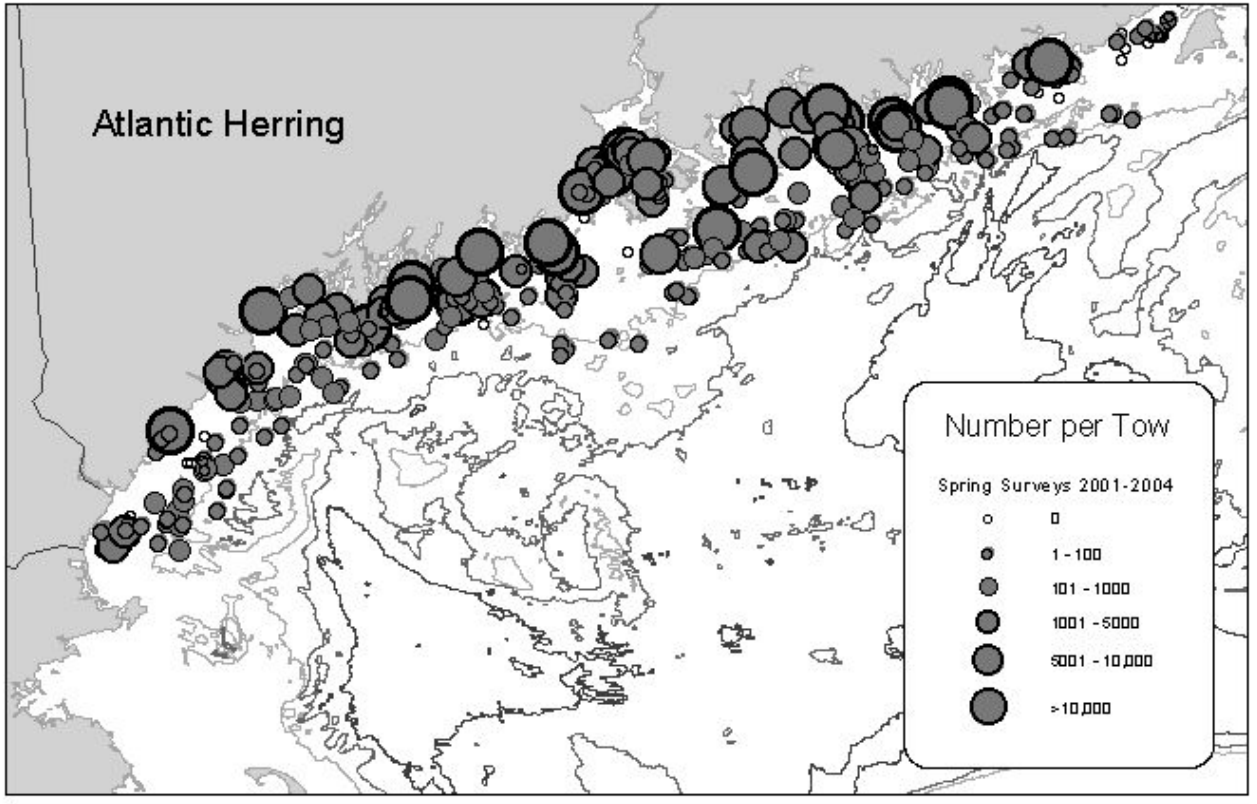 Atlantic Herring
Number per Tow
Spring Surveys 2001-2004
0
1 - 100
101 - 1000
1001 - 5000
5001 - 10,000
>10,000